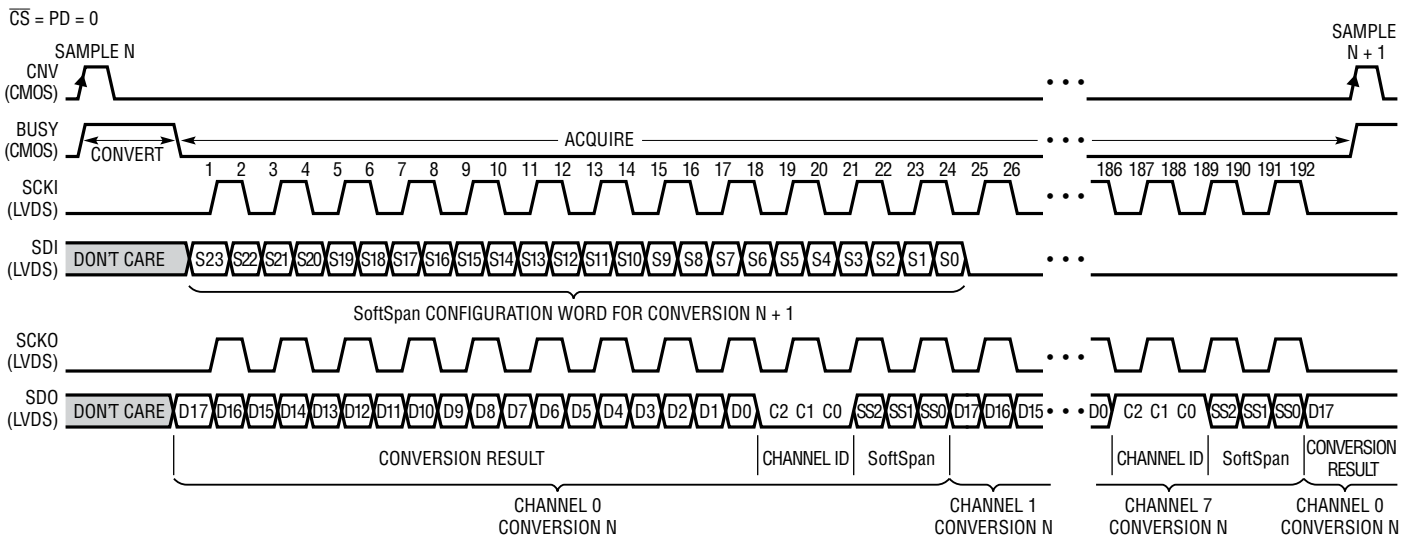 CS = PD = 0
SAMPLE N
SAMPLE
N + 1
CNV
(CMOS)
• • •
BUSY
(CMOS)
CONVERT
ACQUIRE
• • •
1 2 3 4 5 6 7 8 9 10 11 12 13 14 15 16 17 18 19 20 21 22 23 24 25 26 186 187 188 189 190 191 192
SCKI
(LVDS)
• • •
SDI
(LVDS)
DON'T CARE S23 S22 S21 S20 S19 S18 S17 S16 S15 S14 S13 S12 S11 S10 S9 S8 S7 S6 S5 S4 S3 S2 S1 S0 • • •
SoftSpan CONFIGURATION WORD FOR CONVERSION N + 1
SCKO
(LVDS)
• • •
SDO
(LVDS)
DON'T CARE D17 D16 D15 D14 D13 D12 D11 D10 D9 D8 D7 D6 D5 D4 D3 D2 D1 D0 C2 C1 C0 SS2 SS1 SS0 D17 D16 D15 • • • D0 C2 C1 C0 SS2 SS1 SS0 D17
CONVERSION RESULT
CHANNEL ID
SoftSpan
CHANNEL ID
SoftSpan
CONVERSION
RESULT
CHANNEL 0
CONVERSION N
CHANNEL 1
CONVERSION N
CHANNEL 7
CONVERSION N
CHANNEL 0
CONVERSION N